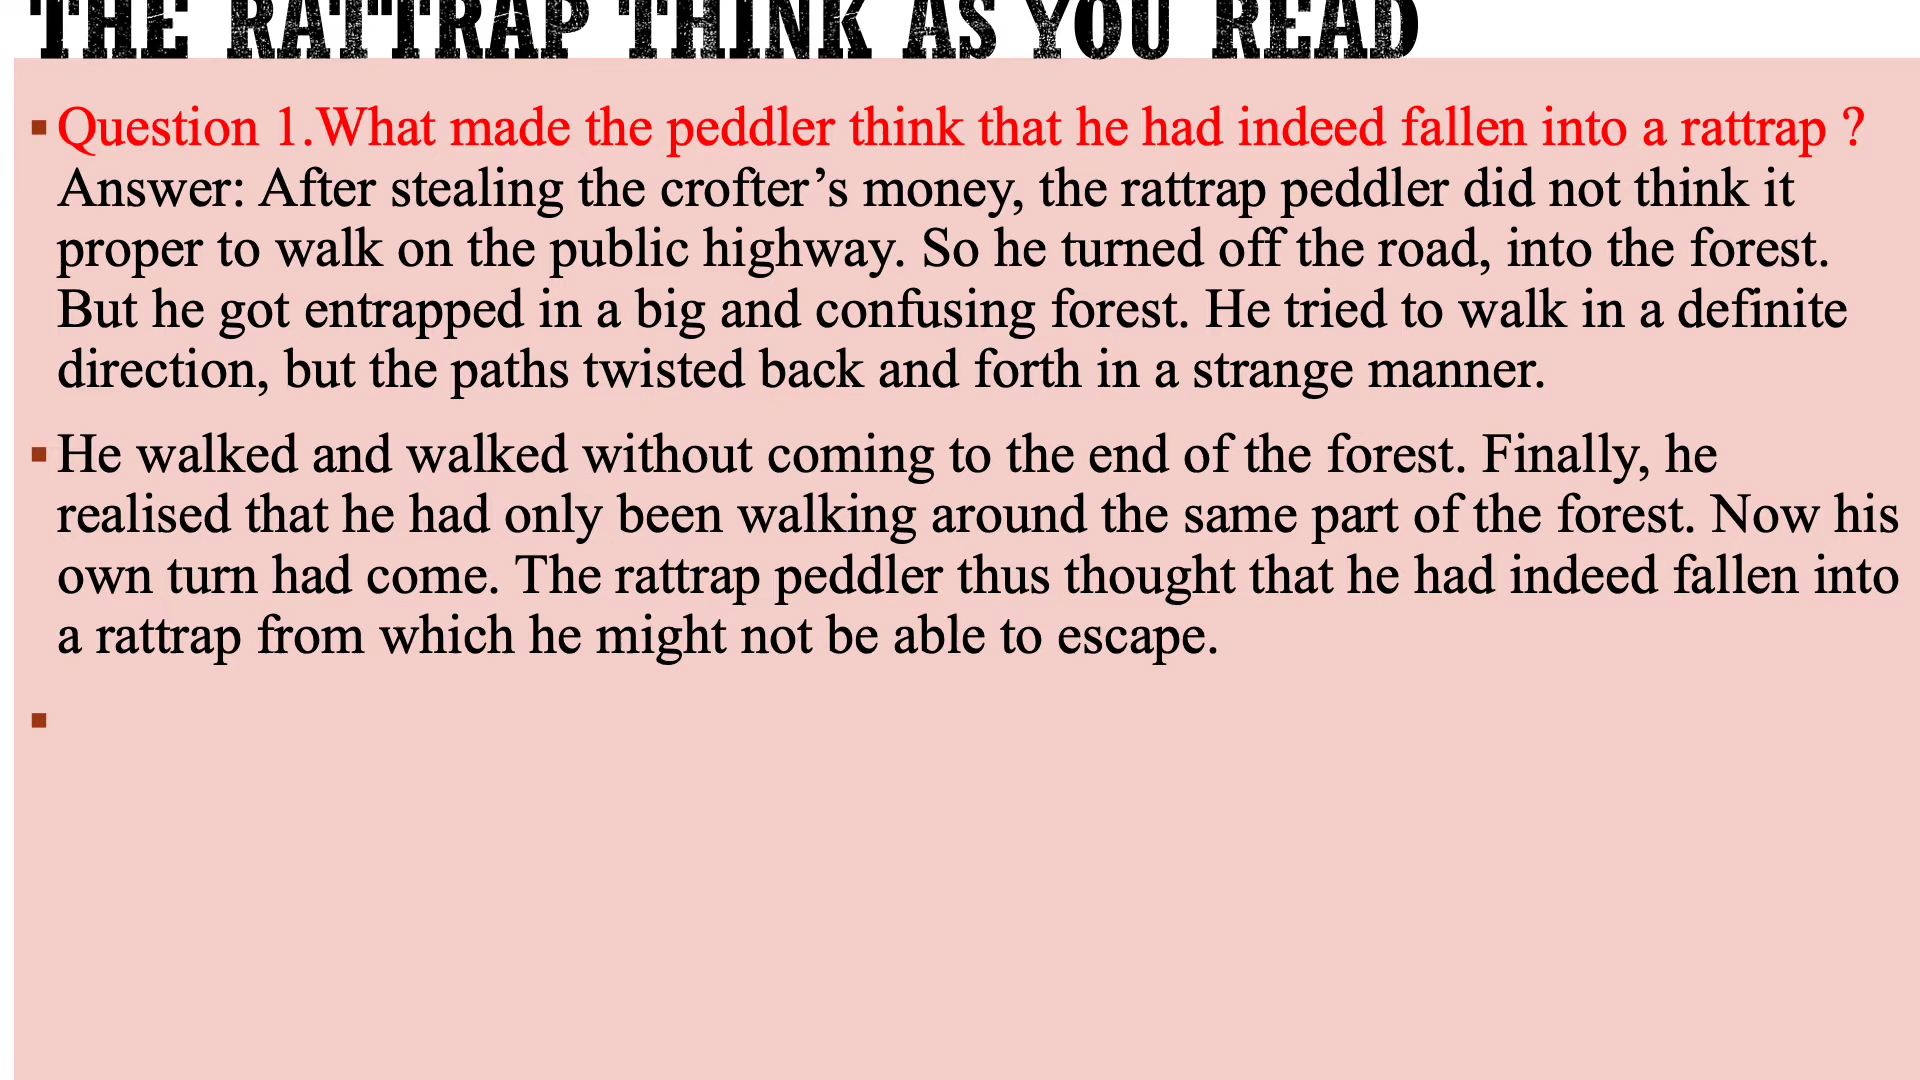 THE RATTRAP THINK AS YOU READ
Question 1.What made the peddler think that he had indeed fallen into a rattrap ?
Answer: After stealing the crofter’s money, the rattrap peddler did not think it
proper to walk on the public highway. So he turned off the road, into the forest.
But he got entrapped in a big and confusing forest. He tried to walk in a definite
direction, but the paths twisted back and forth in a strange manner.
He walked and walked without coming to the end of the forest. Finally, he
realised that he had only been walking around the same part of the forest. Now his
own turn had come. The rattrap peddler thus thought that he had indeed fallen into
a rattrap from which he might not be able to escape.